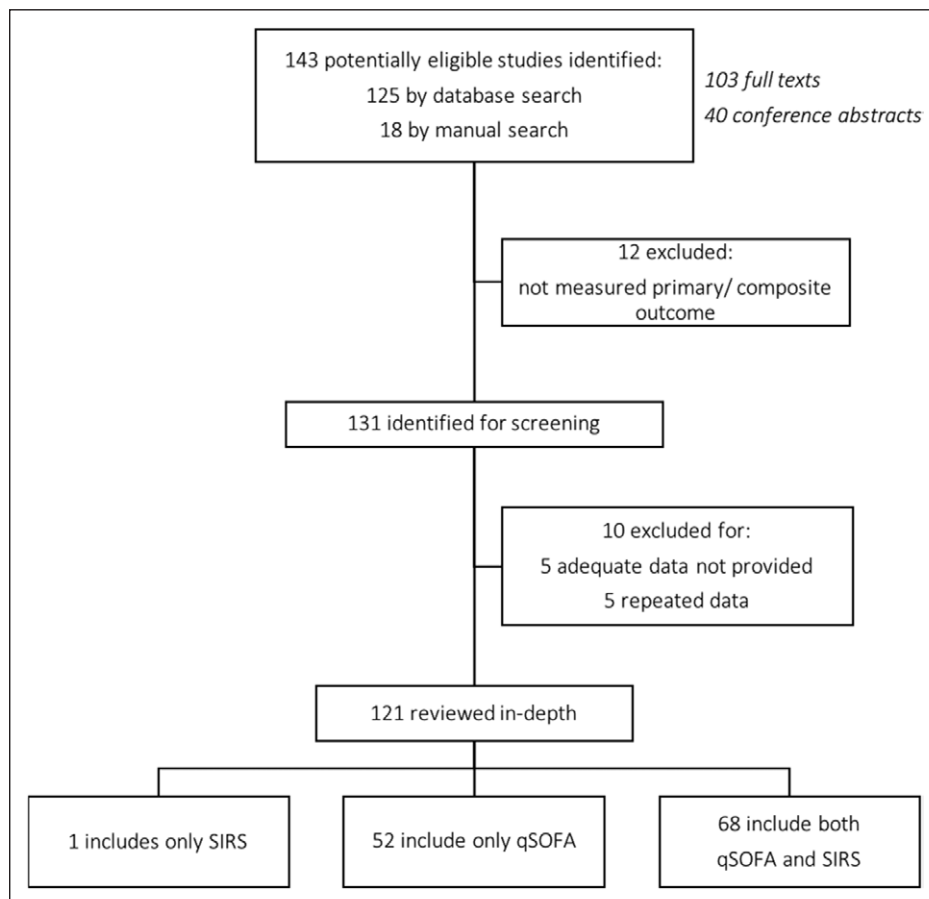 143 potentially eligible studies identified:
125 by database search
18 by manual search
103 full texts
40 conference abstracts
12 excluded:
not measured primary/ composite
outcome
131 identified for screening
10 excluded for:
5 adequate data not provided
5 repeated data
121 reviewed in-depth
1 includes only SIRS
52 include only qSOFA
68 include both
qSOFA and SIRS